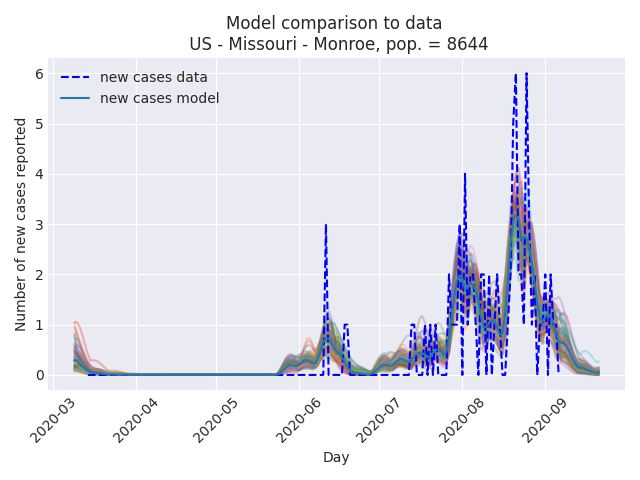 Model comparison to data
US - Missouri - Monroe, pop. = 8644
new cases data
new cases model
Number of new cases reported
6
5
4
3
2
1
0
2020-03
2020-04
2020-05
2020-06
2020-07
2020-08
2020-09
Day